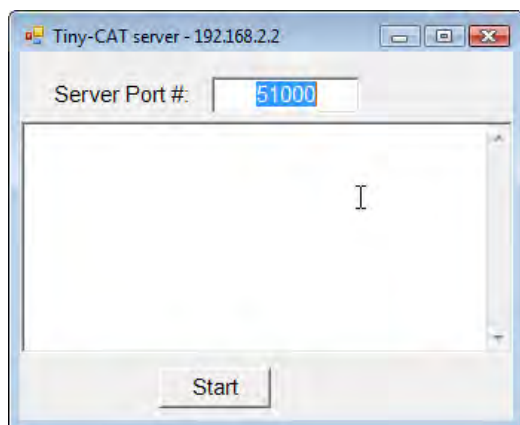 Tiny-CAT server - 192.168.2.2
Server Port #: 51000
Start